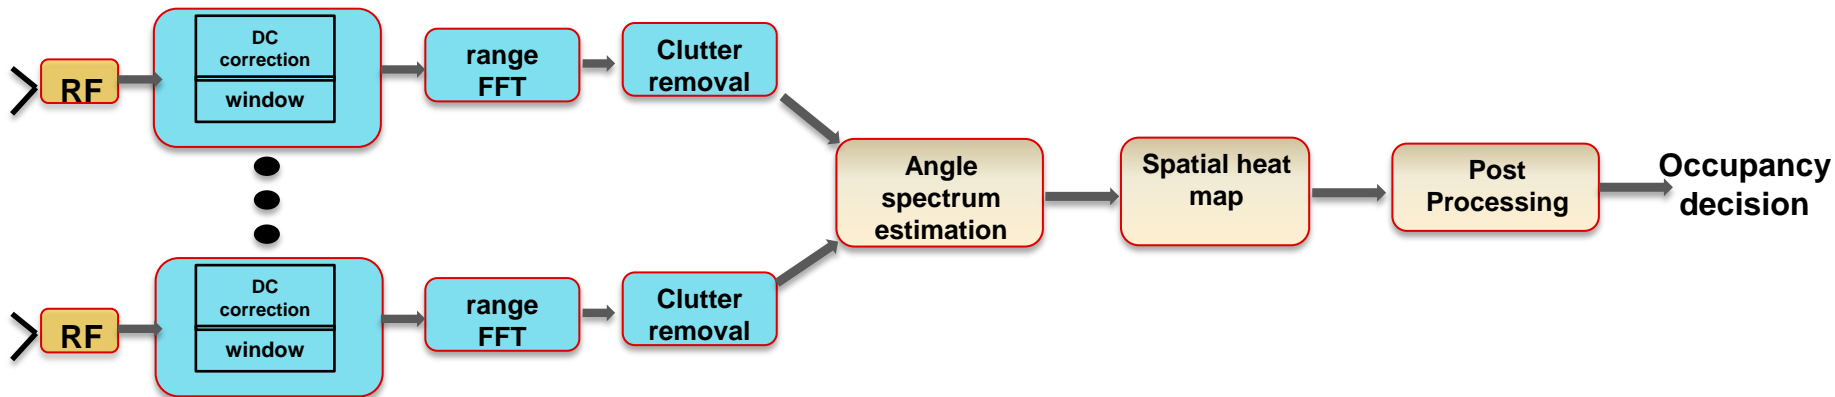 RF
DC
correction
window
range
FFT
Clutter
removal
RF
DC
correction
window
range
FFT
Clutter
removal
Angle
spectrum
estimation
Spatial heat
map
Post
Processing
Occupancy
decision